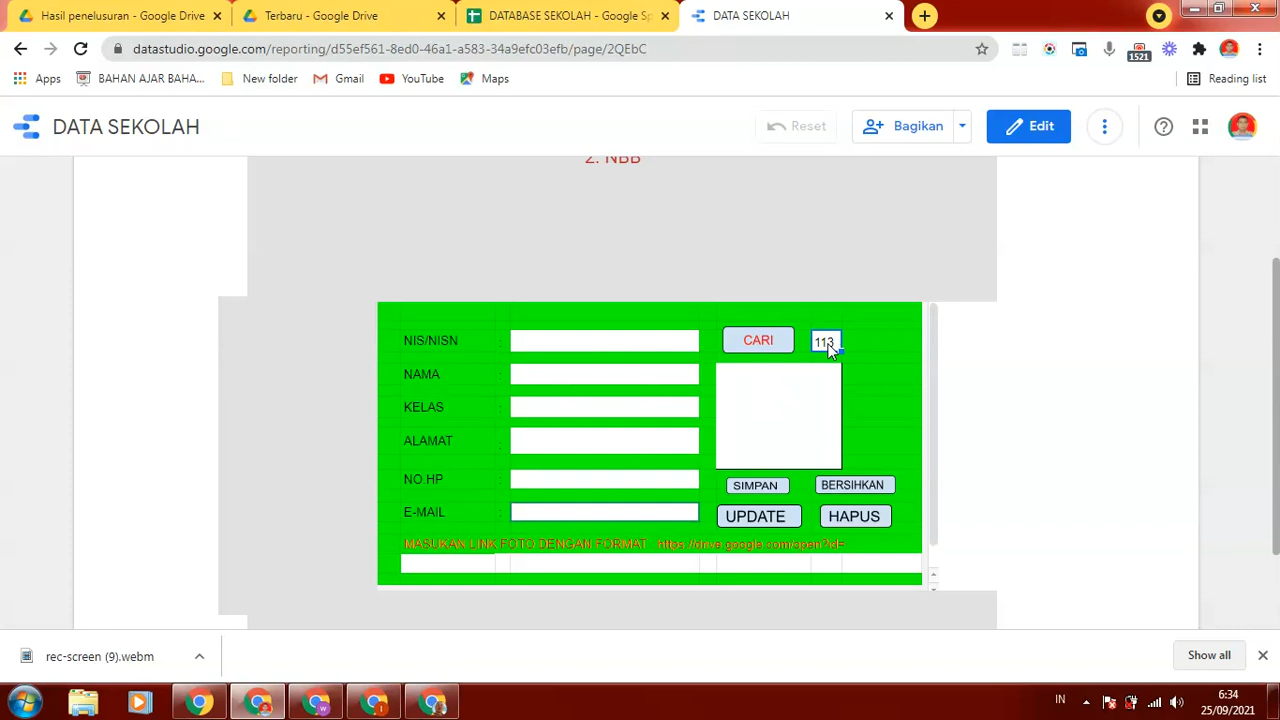 Hasil penelusuran - Google Drive
Terbaru - Google Drive
DATABASE SEKOLAH - Google Sp
DATA SEKOLAH
datastudio.google.com/reporting/d55ef561-8ed0-46a1-a583-34a98c03efb/page/2QEbC
1521
Apps
BAHAN AJAR BAHA...
New folder
Gmail
YouTube
Maps
Reading list
DATA SEKOLAH
Reset
Bagikan
Edit
2. NBB
NIS/NISN :
CARI
113
NAMA :
KELAS :
ALAMAT :
NO.HP :
SIMPAN
BERSIHKAN
E-MAIL :
UPDATE
HAPUS
MASUKAN LINK FOTO DENGAN FORMAT https://drive.google.com/open?id=
rec-screen (9).webm
Show all
IN
6:34
25/09/2021